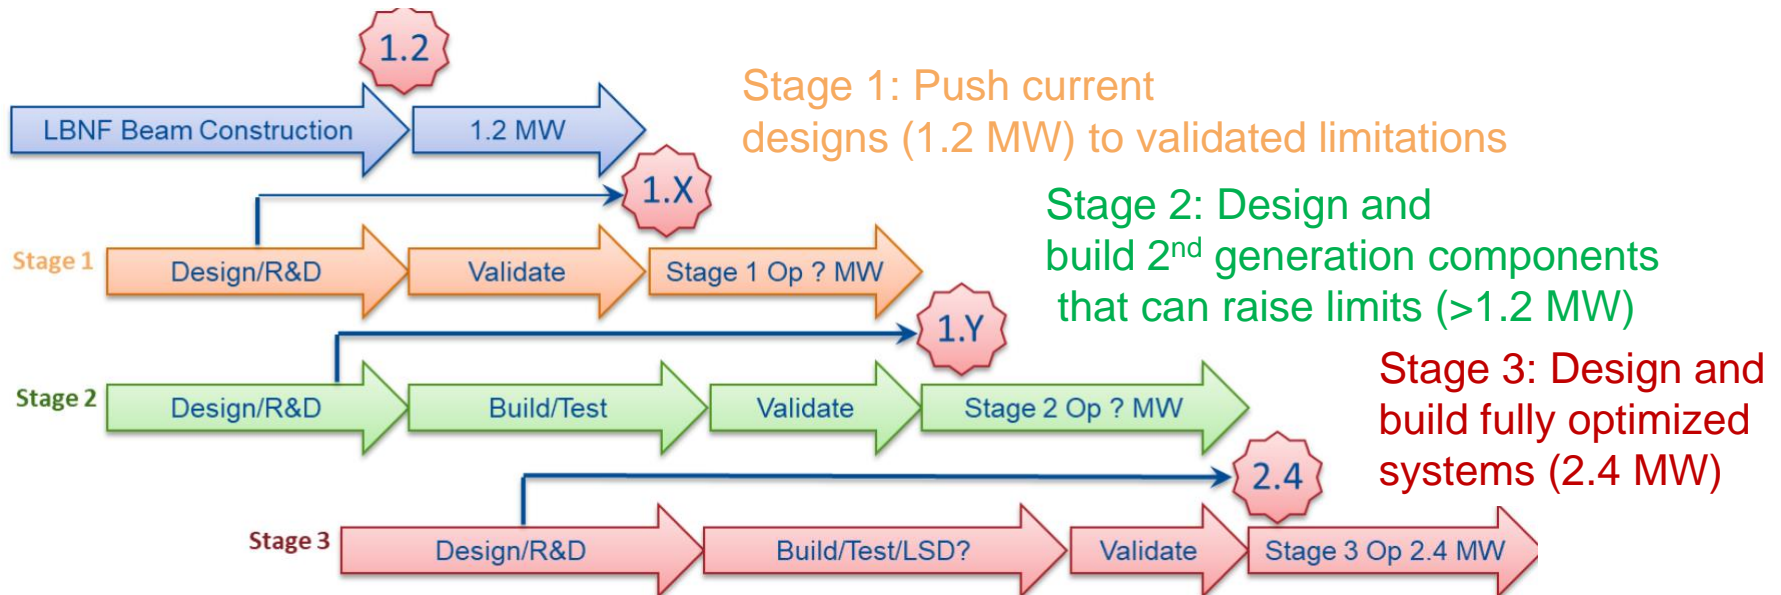 1.2
LBNF Beam Construction
1.2 MW
Stage 1: Push current
designs (1.2 MW) to validated limitations
1.X
Stage 1
Design/R&D
Validate
Stage 1 Op ? MW
Stage 2: Design and
build 2nd generation components
that can raise limits (>1.2 MW)
1.Y
Stage 2
Design/R&D
Build/Test
Validate
Stage 2 Op ? MW
Stage 3: Design and
build fully optimized
systems (2.4 MW)
2.4
Stage 3
Design/R&D
Build/Test/LSD?
Validate
Stage 3 Op 2.4 MW